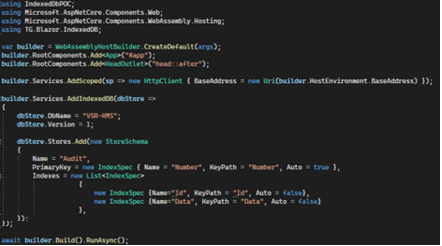 using IndexedDbPOC;
using Microsoft.AspNetCore.Components.Web;
using Microsoft.AspNetCore.Components.WebAssembly.Hosting;
using TG.Blazor.IndexedDB;
var builder = WebAssemblyHostBuilder.CreateDefault(args);
builder.RootComponents.Add<App>("#app");
builder.RootComponents.Add<HeadOutlet>("head::after");
builder.Services.AddScoped(sp => new HttpClient { BaseAddress = new Uri(builder.HostEnvironment.BaseAddress) });
builder.Services.AddIndexedDB(dbStore =>
{
dbStore.DbName = "VSR-KMS";
dbStore.Version = 1;
dbStore.Stores.Add(new StoreSchema
{
Name = "Audit",
PrimaryKey = new IndexSpec { Name = "Number", KeyPath = "Number", Auto = true },
Indexes = new List<IndexSpec>
{
new IndexSpec {Name="Id", KeyPath = "Id", Auto = false},
new IndexSpec {Name="Data", KeyPath = "Data", Auto = false}
},
});
});
await builder.Build().RunAsync();